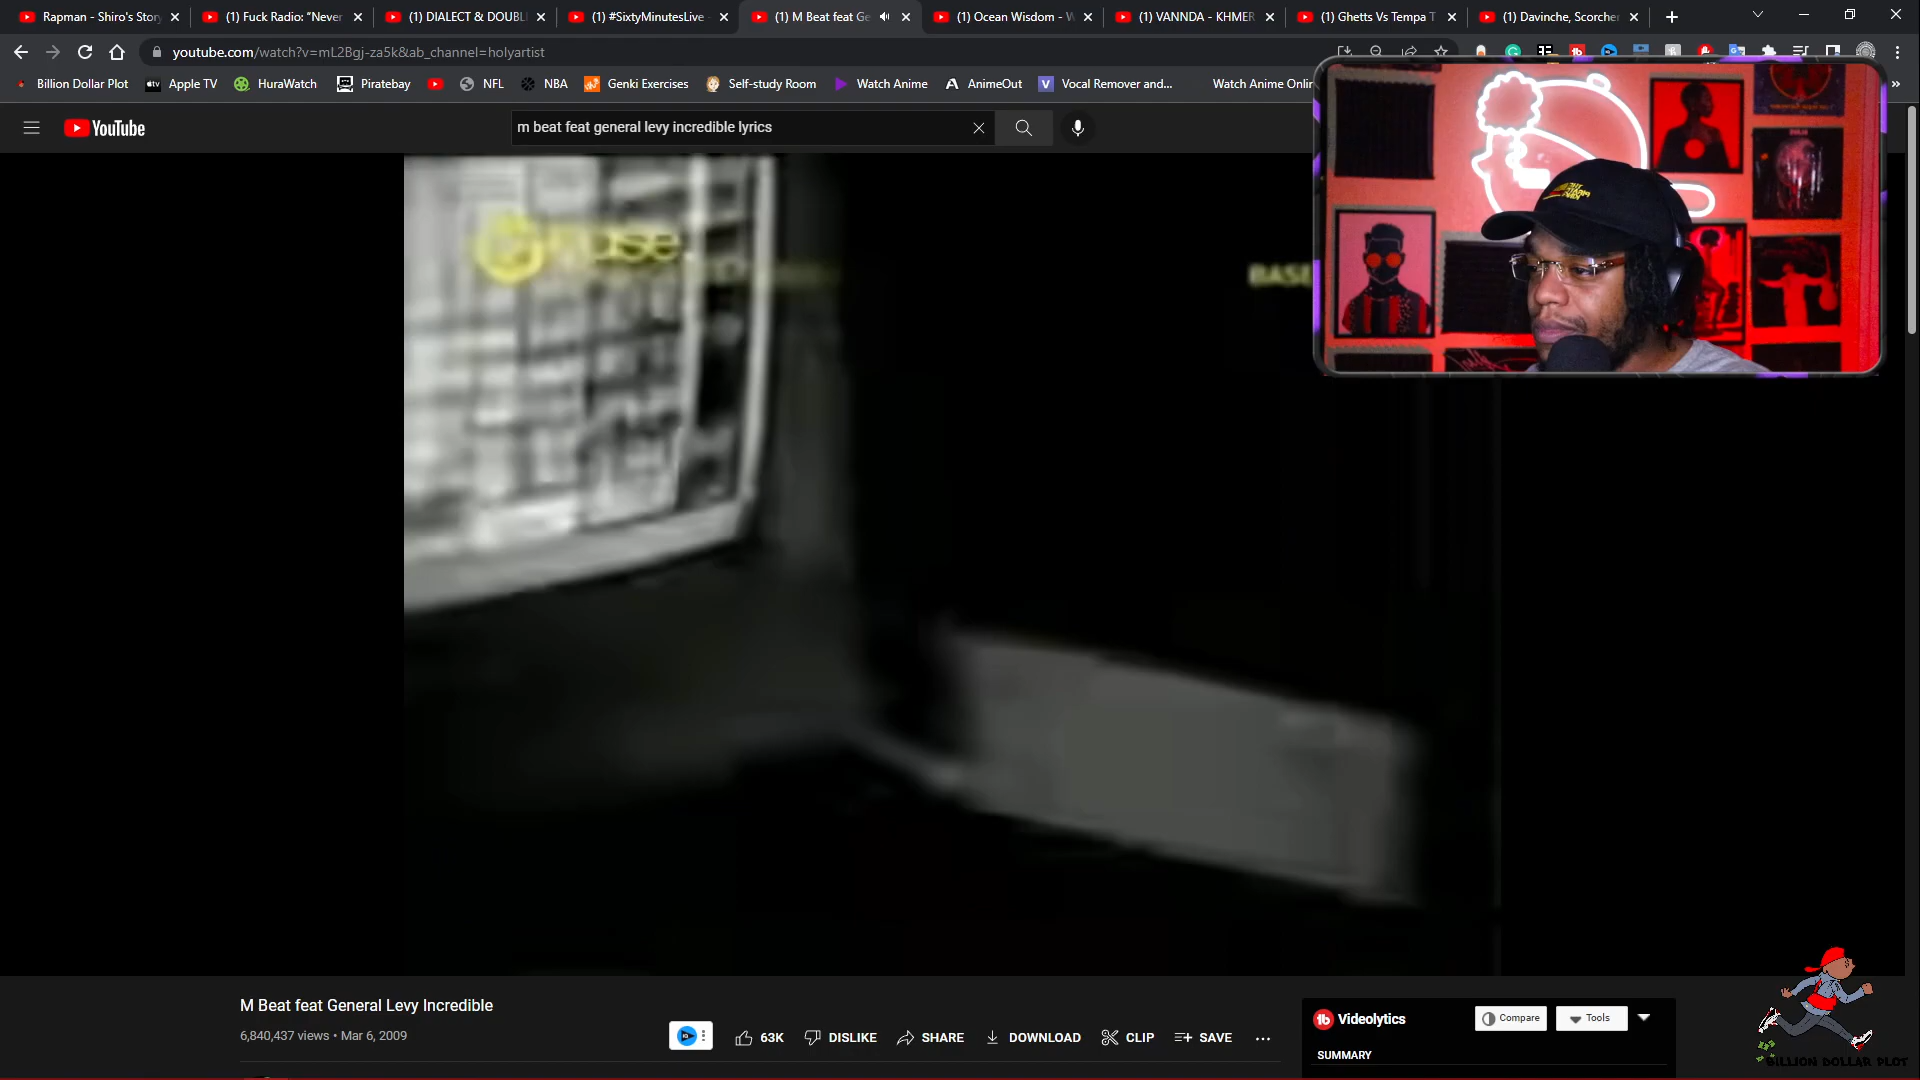 Rapman - Shiro's Story
(1) Fuck Radio: "Never
(1) DIALECT & DOUBL
(1) #SixtyMinutesLive -
(1) M Beat feat Ge
(1) Ocean Wisdom - W
(1) VANNDA - KHMER
(1) Ghetts Vs Tempa T
(1) Davinche, Scorcher
youtube.com/watch?v=mL2Bgj-za5k&ab_channel=holyartist
Billion Dollar Plot
Apple TV
HuraWatch
Piratebay
NFL
NBA
Genki Exercises
Self-study Room
Watch Anime
AnimeOut
Vocal Remover and...
Watch Anime Onlin
YouTube
m beat feat general levy incredible lyrics
BASE
M Beat feat General Levy Incredible
6,840,437 views • Mar 6, 2009
63K
DISLIKE
SHARE
DOWNLOAD
CLIP
SAVE
Videolytics
Compare
Tools
SUMMARY
BILLION DOLLAR PLOT